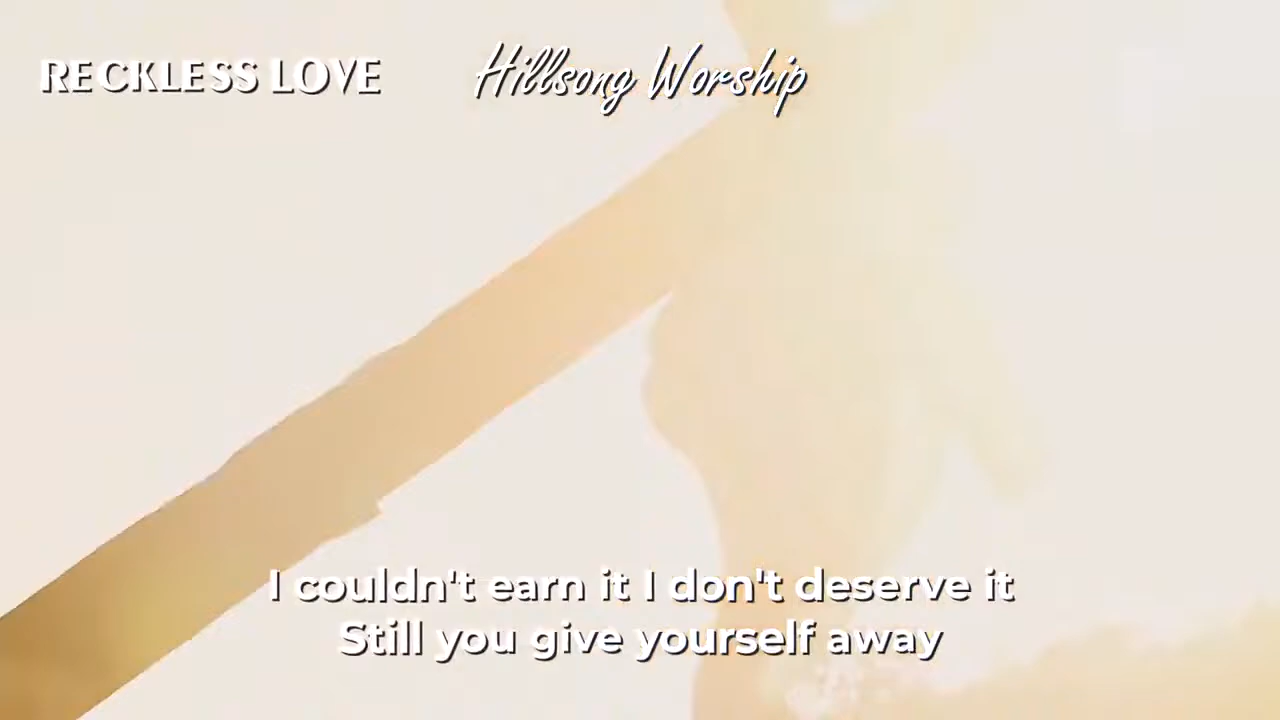 RECKLESS LOVE
Hillsong Worship
I couldn't earn it I don't deserve it
Still you give yourself away